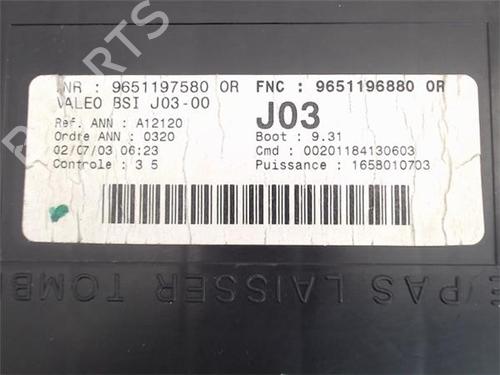 NR : 9651197580 OR FNC : 9651196880 OR
VALEO BSI J03-00
J03
Ref. ANN : A12120
Ordre ANN : 0320
Boot : 9.31
02/07/03 06:23
Cmd : 00201184130603
Controle : 3 5
Puissance : 1658010703
PAS LAISSER TOMB